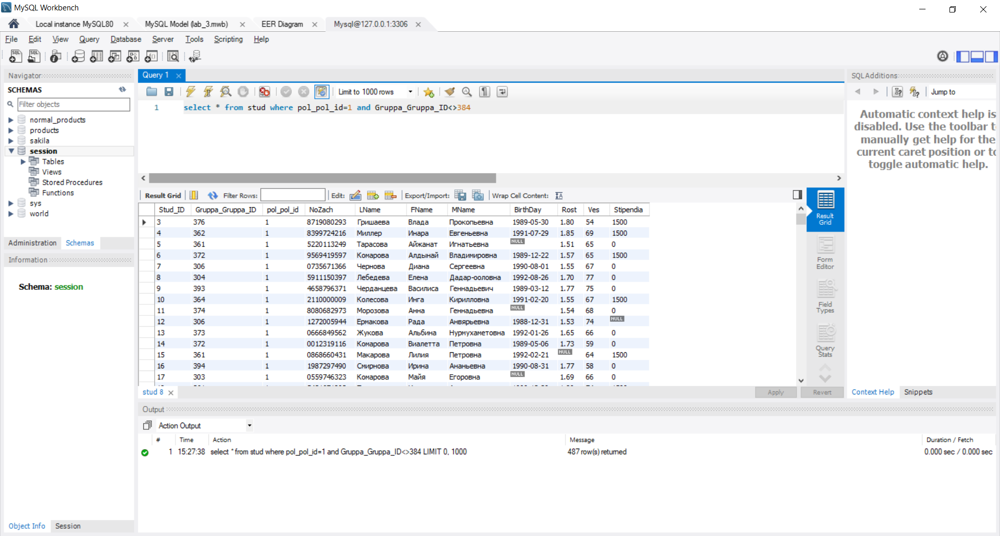 MySQL Workbench
Local instance MySQL80
MySQL Model (lab_3.mwb)
EER Diagram
Mysql@127.0.0.1:3306
File Edit View Query Database Server Tools Scripting Help
Navigator
SCHEMAS
Filter objects
normal_products
products
sakila
session
Tables
Views
Stored Procedures
Functions
sys
world
Administration Schemas
Information
Schema: session
Object Info Session
Query 1
Limit to 1000 rows
1 select * from stud where pol_pol_id=1 and Gruppa_Gruppa_ID<>384
Result Grid Filter Rows: Edit: Export/Import: Wrap Cell Content:
Stud_ID Gruppa_Gruppa_ID pol_pol_id NoZach LName FName MName BirthDay Rost Ves Stipendia
3 376 1 8719080293 Гришаева Влада Прокопьевна 1989-05-30 1.80 54 1500
4 362 1 8399724216 Миллер Инара Евгеньевна 1991-07-29 1.85 69 1500
5 361 1 5220113249 Тарасова Айжанат Игнатьевна NULL 1.51 65 0
6 372 1 9569419597 Комарова Алдынай Владимировна 1989-12-22 1.57 65 1500
7 306 1 0735671366 Чернова Диана Сергеевна 1990-08-01 1.55 67 0
8 304 1 5911150397 Лебедева Елена Дадар-ооловна 1992-08-26 1.70 77 0
9 393 1 4658796371 Черданцева Василиса Геннадьевич 1989-03-12 1.77 75 0
10 364 1 2110000009 Колесова Инга Кирилловна 1991-02-20 1.55 67 1500
11 374 1 8080682973 Морозова Анна Геннадьевна NULL 1.54 68 0
12 306 1 1272005944 Ермакова Рада Анвярьевна 1988-12-31 1.53 74 NULL
13 373 1 0666849562 Жукова Альбина Нурмухаметовна 1992-01-26 1.65 66 0
14 372 1 0012319116 Комарова Виалетта Петровна 1989-05-06 1.73 59 0
15 361 1 0868660431 Макарова Лилия Петровна 1992-02-21 NULL 64 1500
16 394 1 1987297490 Смирнова Ирина Ананьевна 1990-08-31 1.77 58 0
17 303 1 0559746323 Комарова Майя Егоровна NULL 1.69 66 0
Result
Grid
Form
Editor
Field
Types
Query
Stats
stud 8
Apply Revert
Output
Action Output
# Time Action Message Duration / Fetch
1 15:27:38 select * from stud where pol_pol_id=1 and Gruppa_Gruppa_ID<>384 LIMIT 0, 1000 487 row(s) returned 0.000 sec / 0.000 sec
SQLAdditions
Jump to
Automatic context help is
disabled. Use the toolbar
manually get help for the
current caret position or
toggle automatic help.
Context Help Snippets